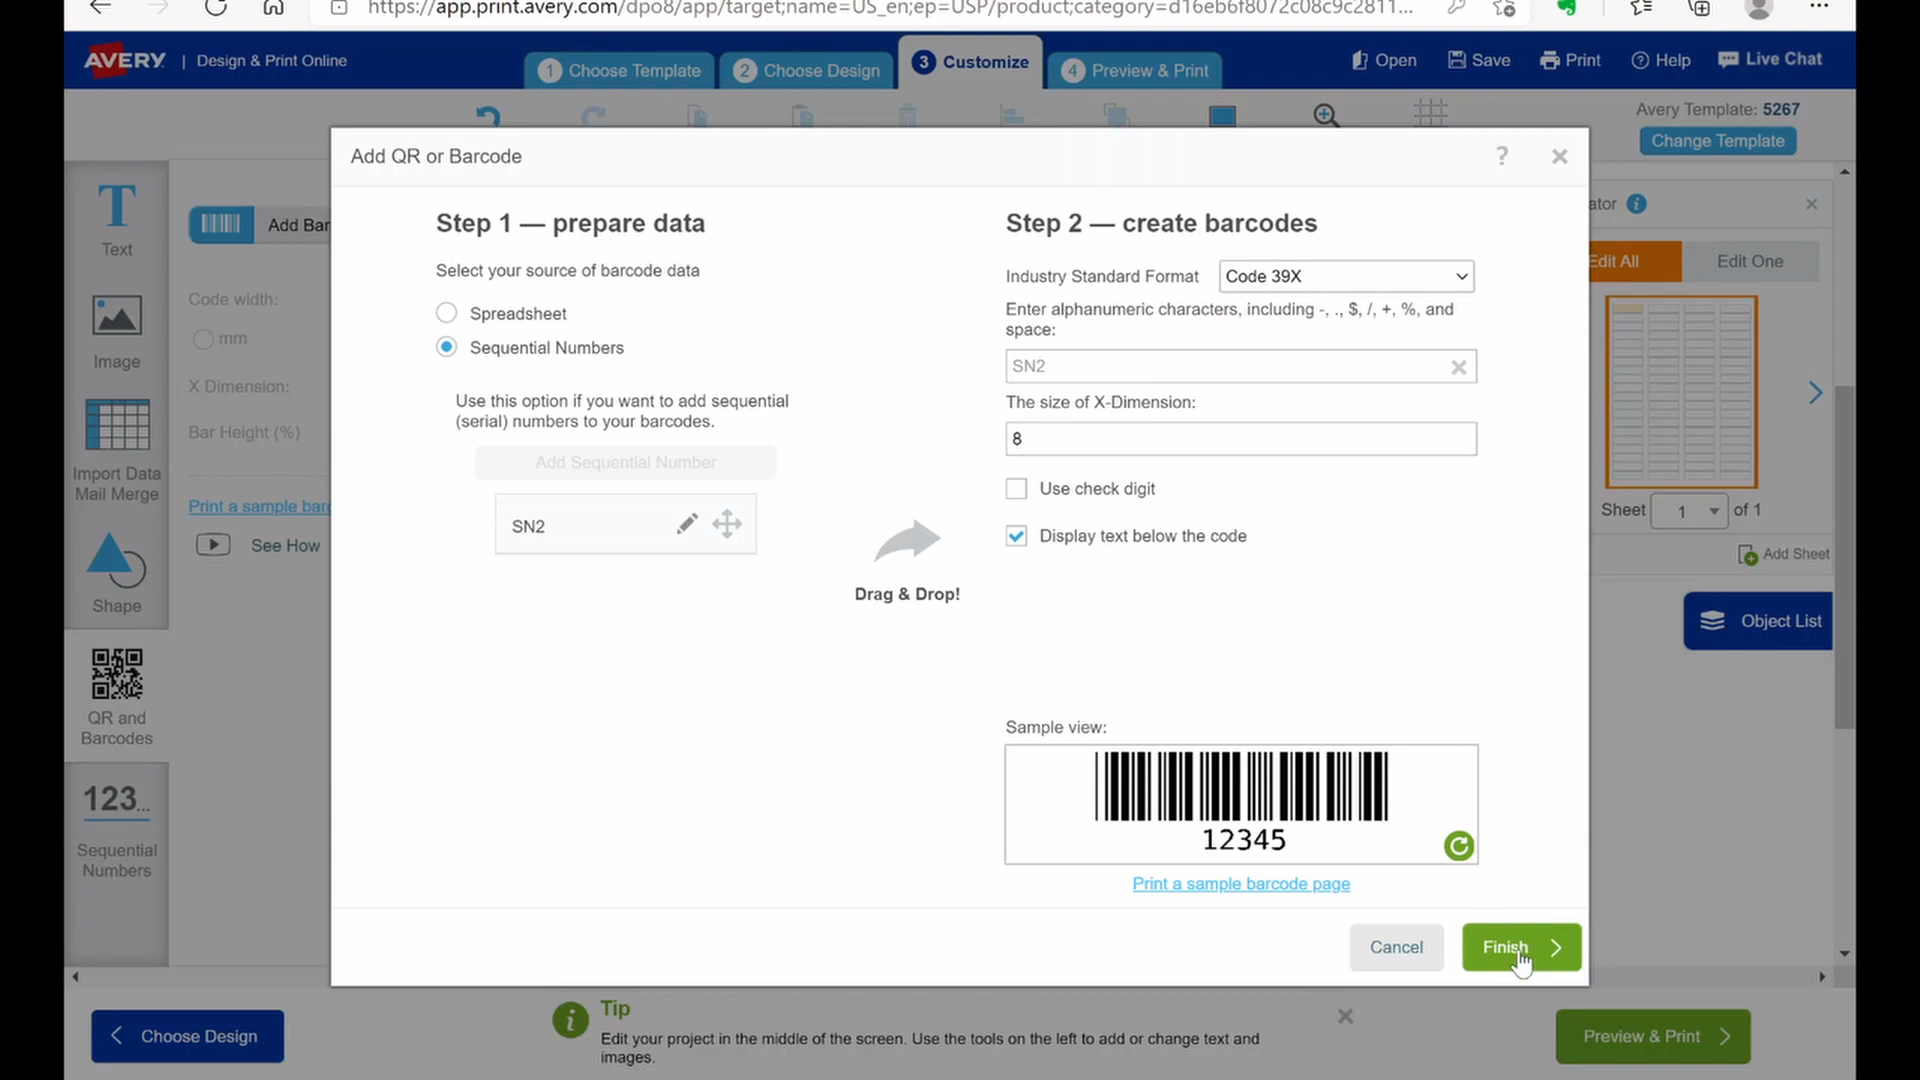 https://app.print.avery.com/dpo8/app/target;name=US_en;ep=USP/product;category=d16eb6f8072c08c9c2811...
AVERY | Design & Print Online
1 Choose Template
2 Choose Design
3 Customize
4 Preview & Print
Open
Save
Print
Help
Live Chat
Avery Template: 5267
Change Template
Text
Image
Import Data
Mail Merge
Shape
QR and
Barcodes
123...
Sequential
Numbers
Add Bar
Code width:
mm
X Dimension:
Bar Height (%)
Print a sample bar
See How
Add QR or Barcode
Step 1 — prepare data
Select your source of barcode data
Spreadsheet
Sequential Numbers
Use this option if you want to add sequential
(serial) numbers to your barcodes.
Add Sequential Number
SN2
Drag & Drop!
Step 2 — create barcodes
Industry Standard Format Code 39X
Enter alphanumeric characters, including -, ., $, /, +, %, and
space:
SN2
The size of X-Dimension:
8
Use check digit
Display text below the code
Sample view:
12345
Print a sample barcode page
Cancel
Finish
ator
Edit All
Edit One
Sheet 1 of 1
Add Sheet
Object List
Choose Design
Tip
Edit your project in the middle of the screen. Use the tools on the left to add or change text and
images.
Preview & Print